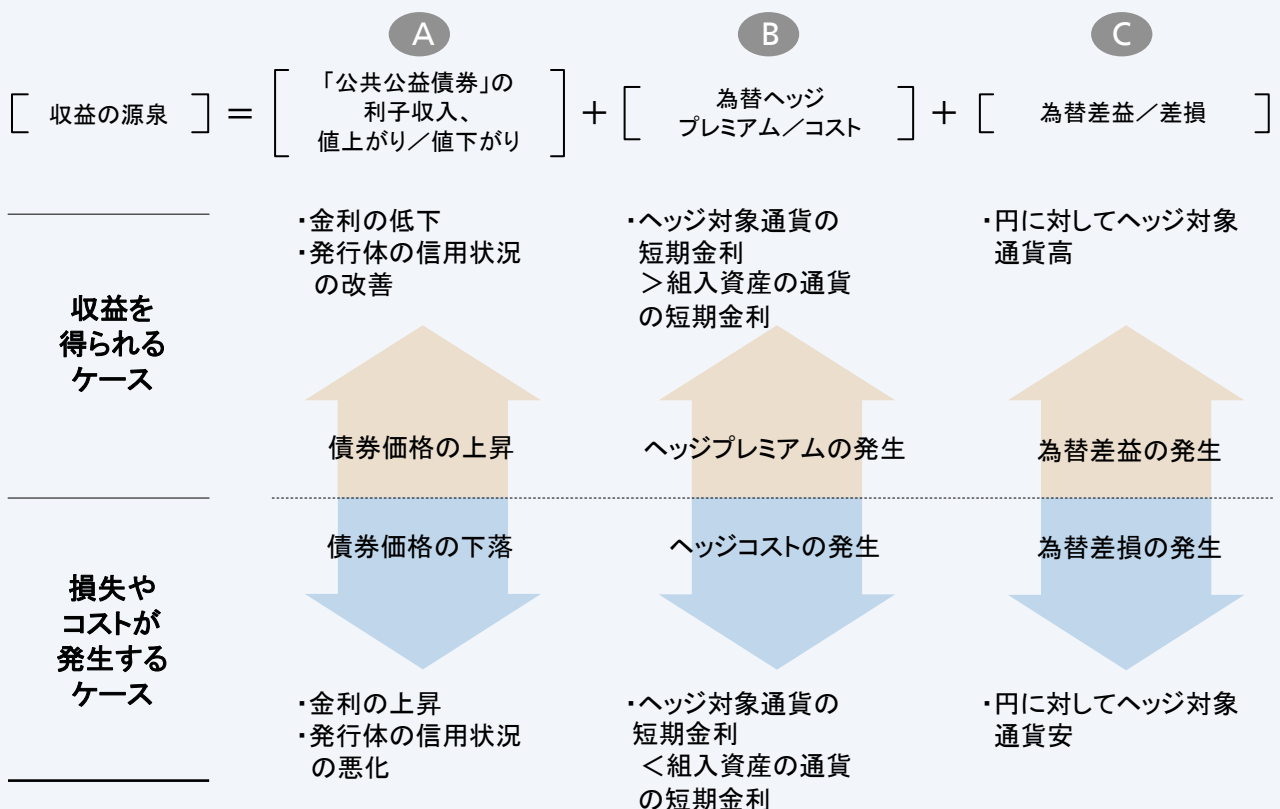 A
B
C
[ 収益の源泉 ] = [ 「公共公益債券」の
利子収入、
値上がり／値下がり ] + [ 為替ヘッジ
プレミアム／コスト ] + [ 為替差益／差損 ]
収益を
得られる
ケース
・金利の低下
・発行体の信用状況
の改善
債券価格の上昇
・ヘッジ対象通貨の
短期金利
＞組入資産の通貨
の短期金利
ヘッジプレミアムの発生
・円に対してヘッジ対象
通貨高
為替差益の発生
損失や
コストが
発生する
ケース
債券価格の下落
・金利の上昇
・発行体の信用状況
の悪化
ヘッジコストの発生
・ヘッジ対象通貨の
短期金利
＜組入資産の通貨
の短期金利
為替差損の発生
・円に対してヘッジ対象
通貨安